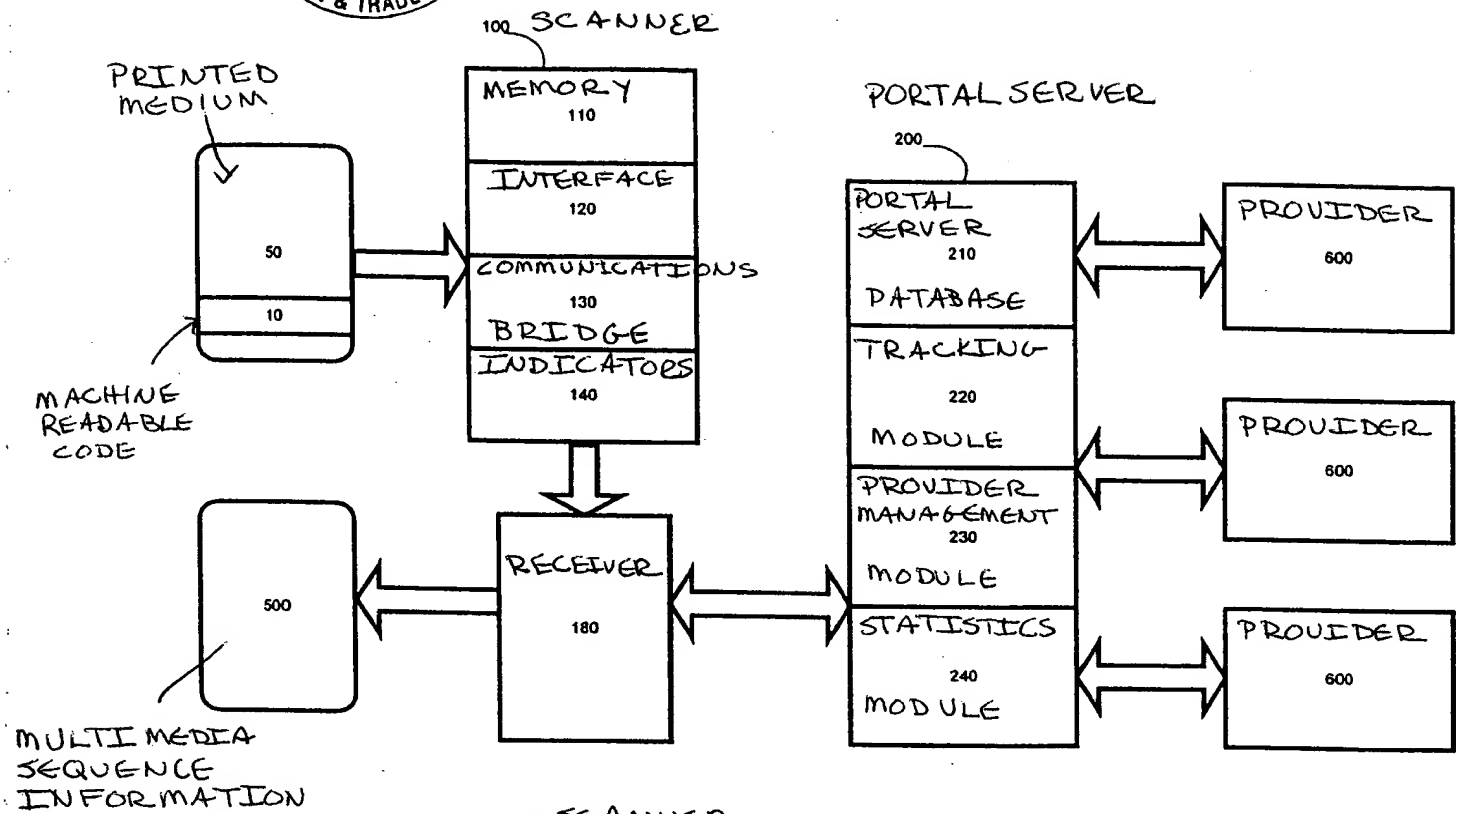 & TRADE
100 SCANNER
PRINTED
MEDIUM
50
10
MACHINE
READABLE
CODE
MEMORY
110
INTERFACE
120
COMMUNICATIONS
130
BRIDGE
INDICATORS
140
PORTAL SERVER
200
PORTAL
SERVER
210
DATABASE
TRACKING
220
MODULE
PROVIDER
MANAGEMENT
230
MODULE
STATISTICS
240
MODULE
PROVIDER
600
PROVIDER
600
PROVIDER
600
RECEIVER
180
500
MULTIMEDIA
SEQUENCE
INFORMATION
SCANNER